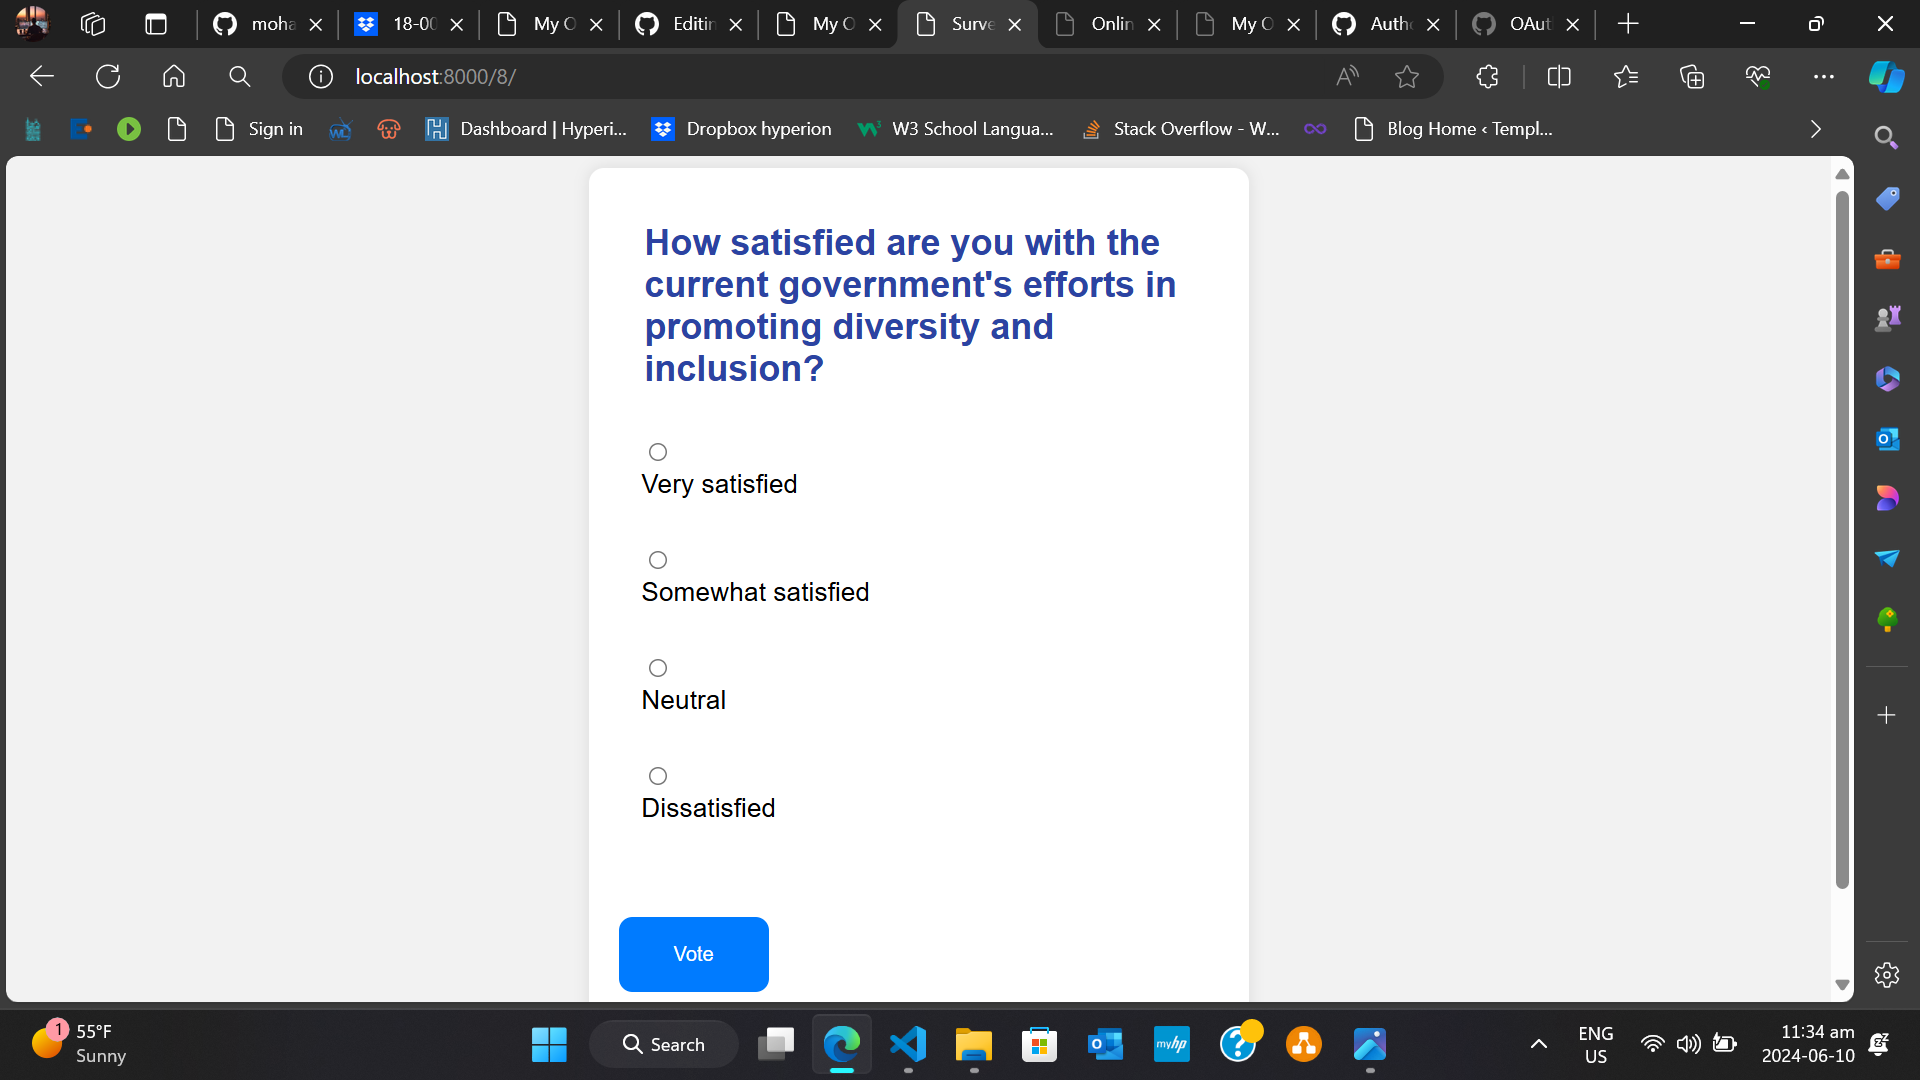 moha
18-00
My O
Editin
My O
Surve
Onlin
My O
Autho
OAut
localhost:8000/8/
Sign in
Dashboard | Hyperi...
Dropbox hyperion
W3 School Langua...
Stack Overflow - W...
Blog Home ‹ Templ...
How satisfied are you with the
current government's efforts in
promoting diversity and
inclusion?
Very satisfied
Somewhat satisfied
Neutral
Dissatisfied
Vote
1
55°F
Sunny
Search
myhp
ENG
US
11:34 am
2024-06-10